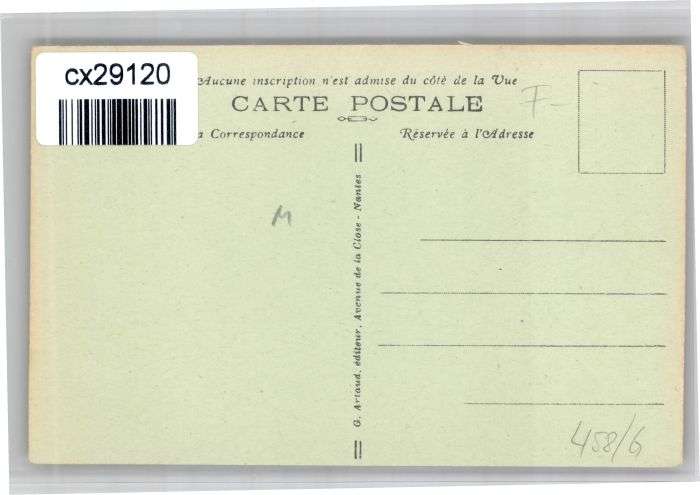 cx29120
Aucune inscription n'est admise du côté de la Vue
CARTE POSTALE
a Correspondance
Réservée à l'Adresse
F-
M
G. Artaud, éditeur, Avenue de la Close - Nantes
458/6